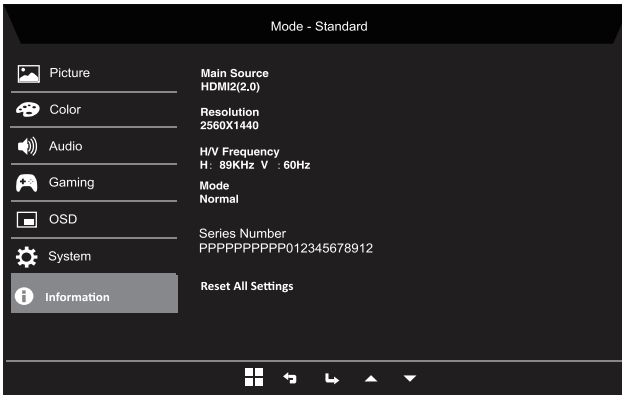 Mode - Standard
Picture
Color
Audio
Gaming
OSD
System
Information
Main Source
HDMI2(2.0)
Resolution
2560X1440
H/V Frequency
H: 89KHz V :60Hz
Mode
Normal
Series Number
PPPPPPPPPP012345678912
Reset All Settings